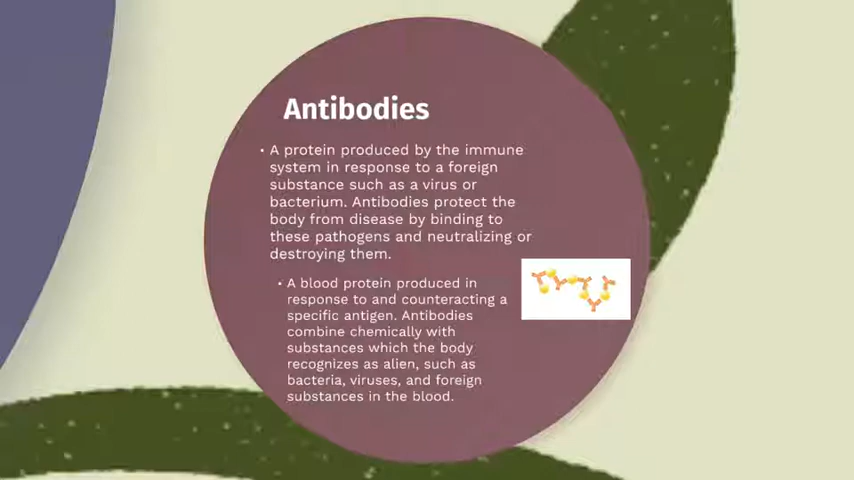 Antibodies
• A protein produced by the immune
system in response to a foreign
substance such as a virus or
bacterium. Antibodies protect the
body from disease by binding to
these pathogens and neutralizing or
destroying them.
• A blood protein produced in
response to and counteracting a
specific antigen. Antibodies
combine chemically with
substances which the body
recognizes as alien, such as
bacteria, viruses, and foreign
substances in the blood.